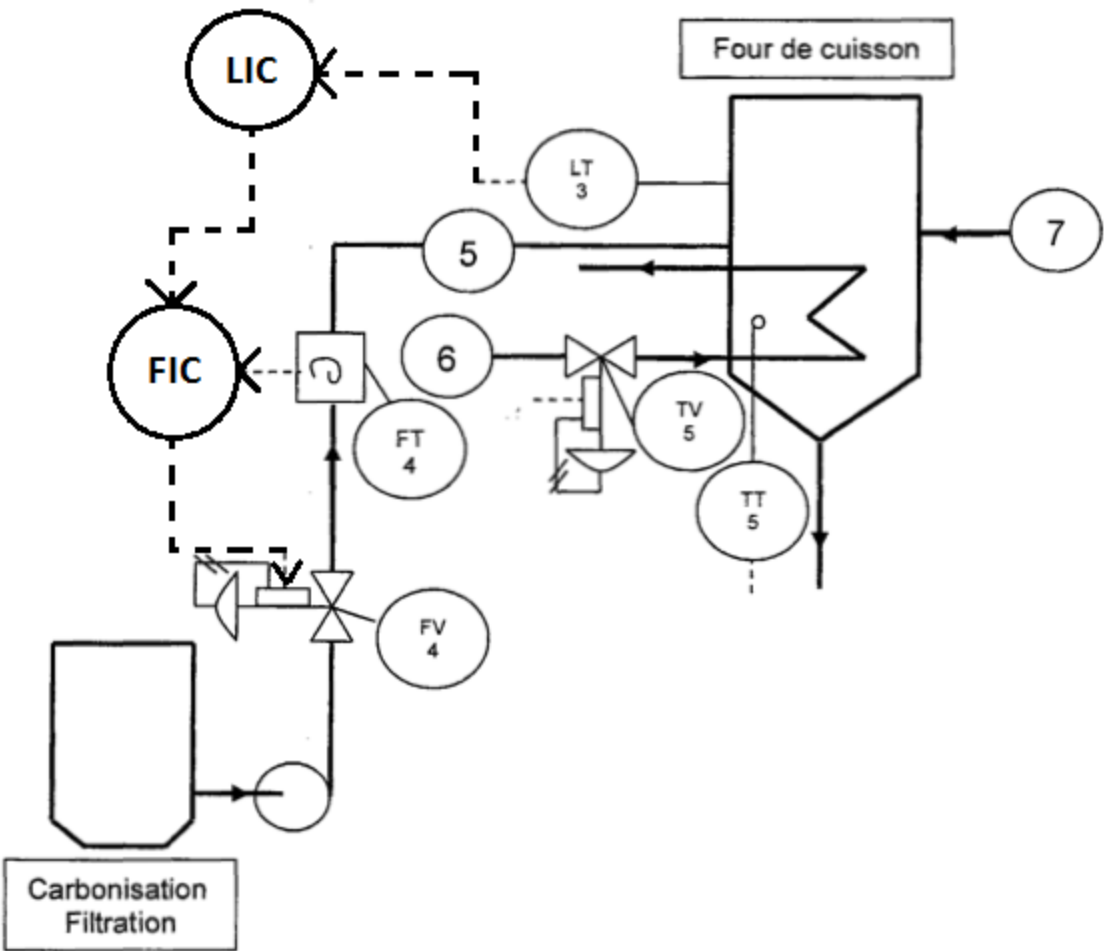 Four de cuisson
LIC
LT
3
7
5
6
FIC
FT
4
TV
5
TT
5
FV
4
Carbonisation
Filtration